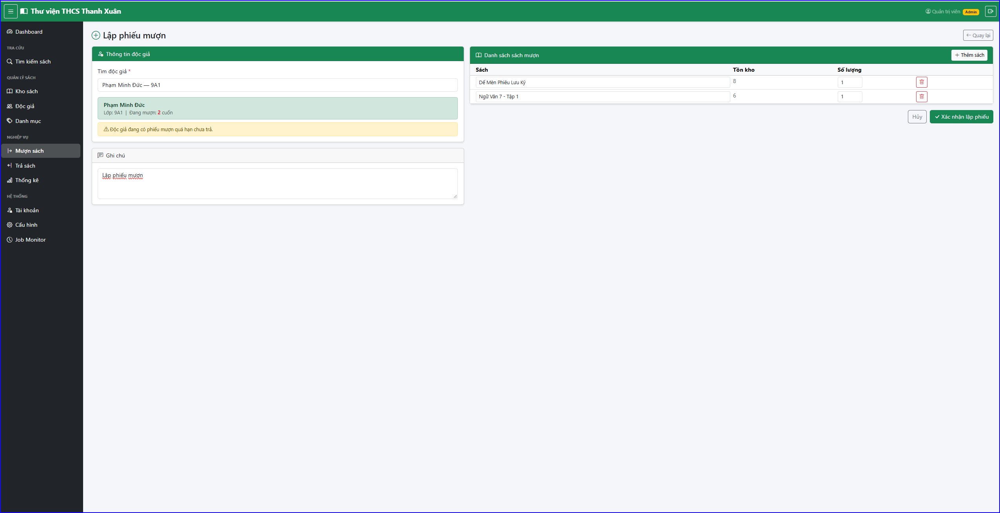 Thư viện THCS Thanh Xuân
Quản trị viên Admin
Dashboard
TRA CỨU
Tìm kiếm sách
QUẢN LÝ SÁCH
Kho sách
Độc giả
Danh mục
NGHIỆP VỤ
Mượn sách
Trả sách
Thống kê
HỆ THỐNG
Tài khoản
Cấu hình
Job Monitor
Lập phiếu mượn
Quay lại
Thông tin độc giả
Tìm độc giả *
Phạm Minh Đức — 9A1
Phạm Minh Đức
Lớp: 9A1 | Đang mượn: 2 cuốn
Độc giả đang có phiếu mượn quá hạn chưa trả.
Ghi chú
Lập phiếu mượn
Danh sách sách mượn
+ Thêm sách
Sách Tồn kho Số lượng
Dế Mèn Phiêu Lưu Ký 8 1
Ngữ Văn 7 - Tập 1 6 1
Hủy
Xác nhận lập phiếu